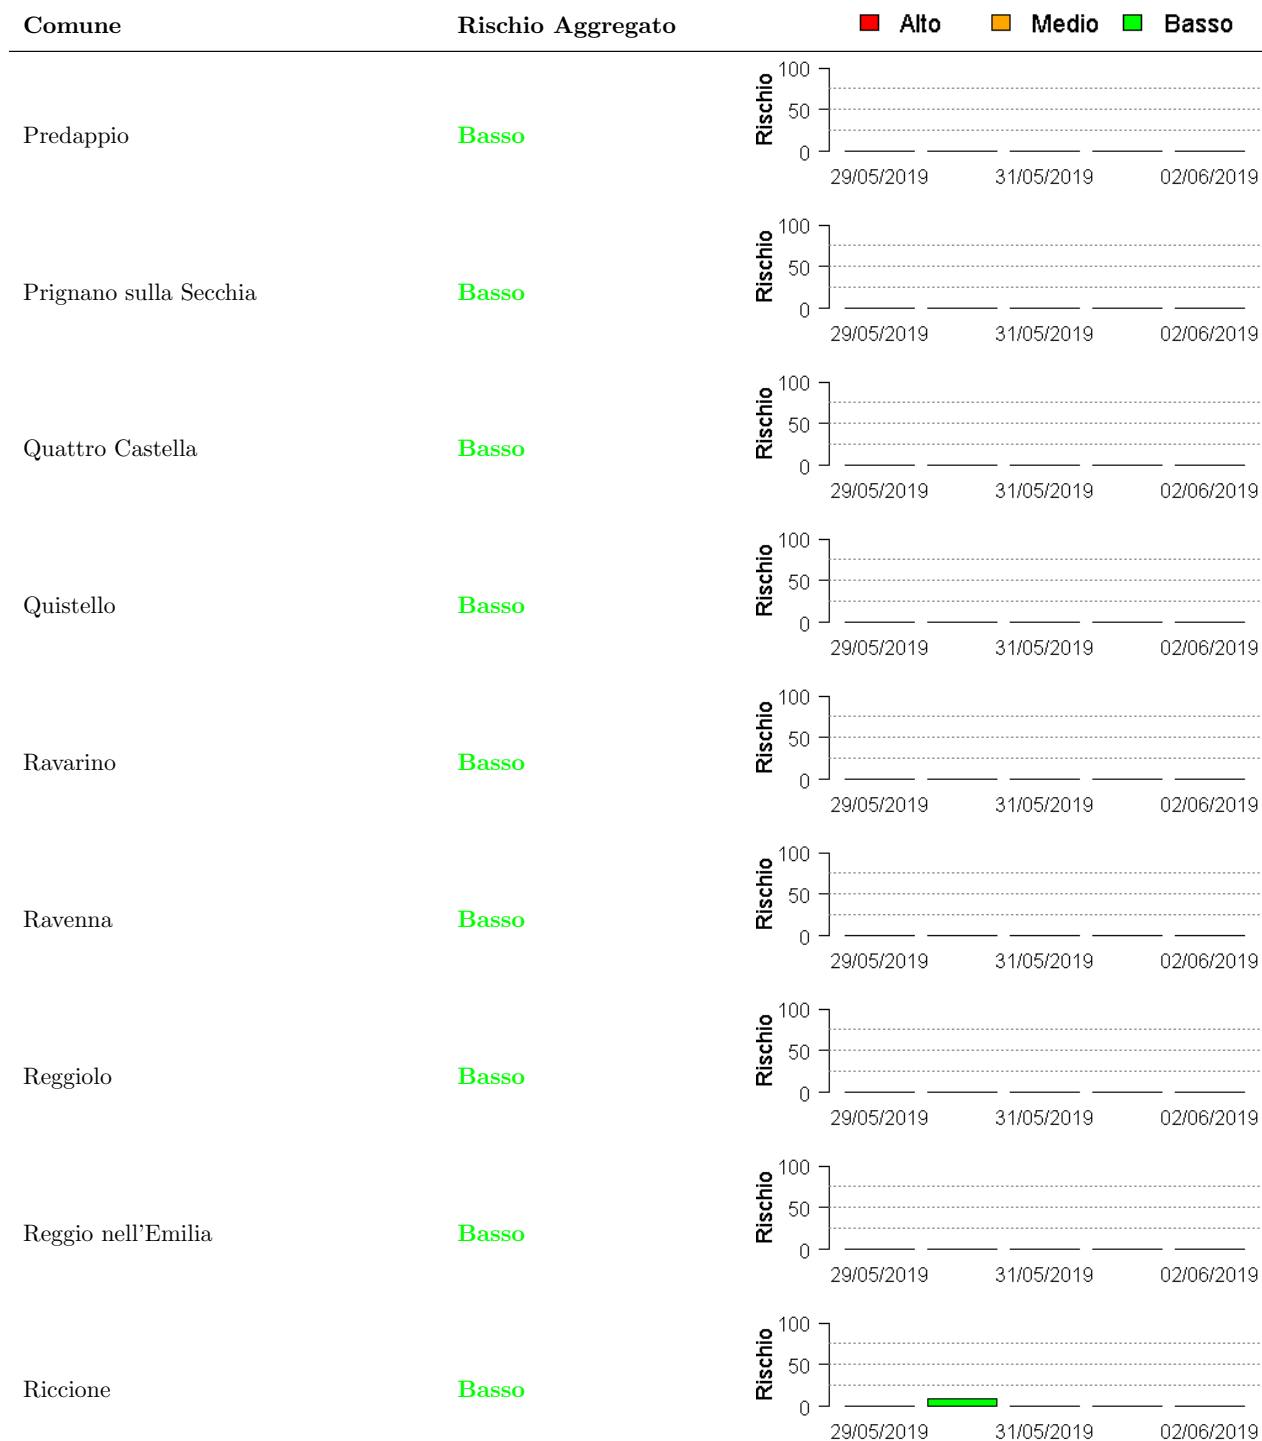 Comune Rischio Aggregato Alto Medio Basso
100
50
0
Rischio
Predappio Basso
29/05/2019 31/05/2019 02/06/2019
100
50
0
Rischio
Prignano sulla Secchia Basso
29/05/2019 31/05/2019 02/06/2019
100
50
0
Rischio
Quattro Castella Basso
29/05/2019 31/05/2019 02/06/2019
100
50
0
Rischio
Quistello Basso
29/05/2019 31/05/2019 02/06/2019
100
50
0
Rischio
Ravarino Basso
29/05/2019 31/05/2019 02/06/2019
100
50
0
Rischio
Ravenna Basso
29/05/2019 31/05/2019 02/06/2019
100
50
0
Rischio
Reggiolo Basso
29/05/2019 31/05/2019 02/06/2019
100
50
0
Rischio
Reggio nell'Emilia Basso
29/05/2019 31/05/2019 02/06/2019
100
50
0
Rischio
Riccione Basso
29/05/2019 31/05/2019 02/06/2019